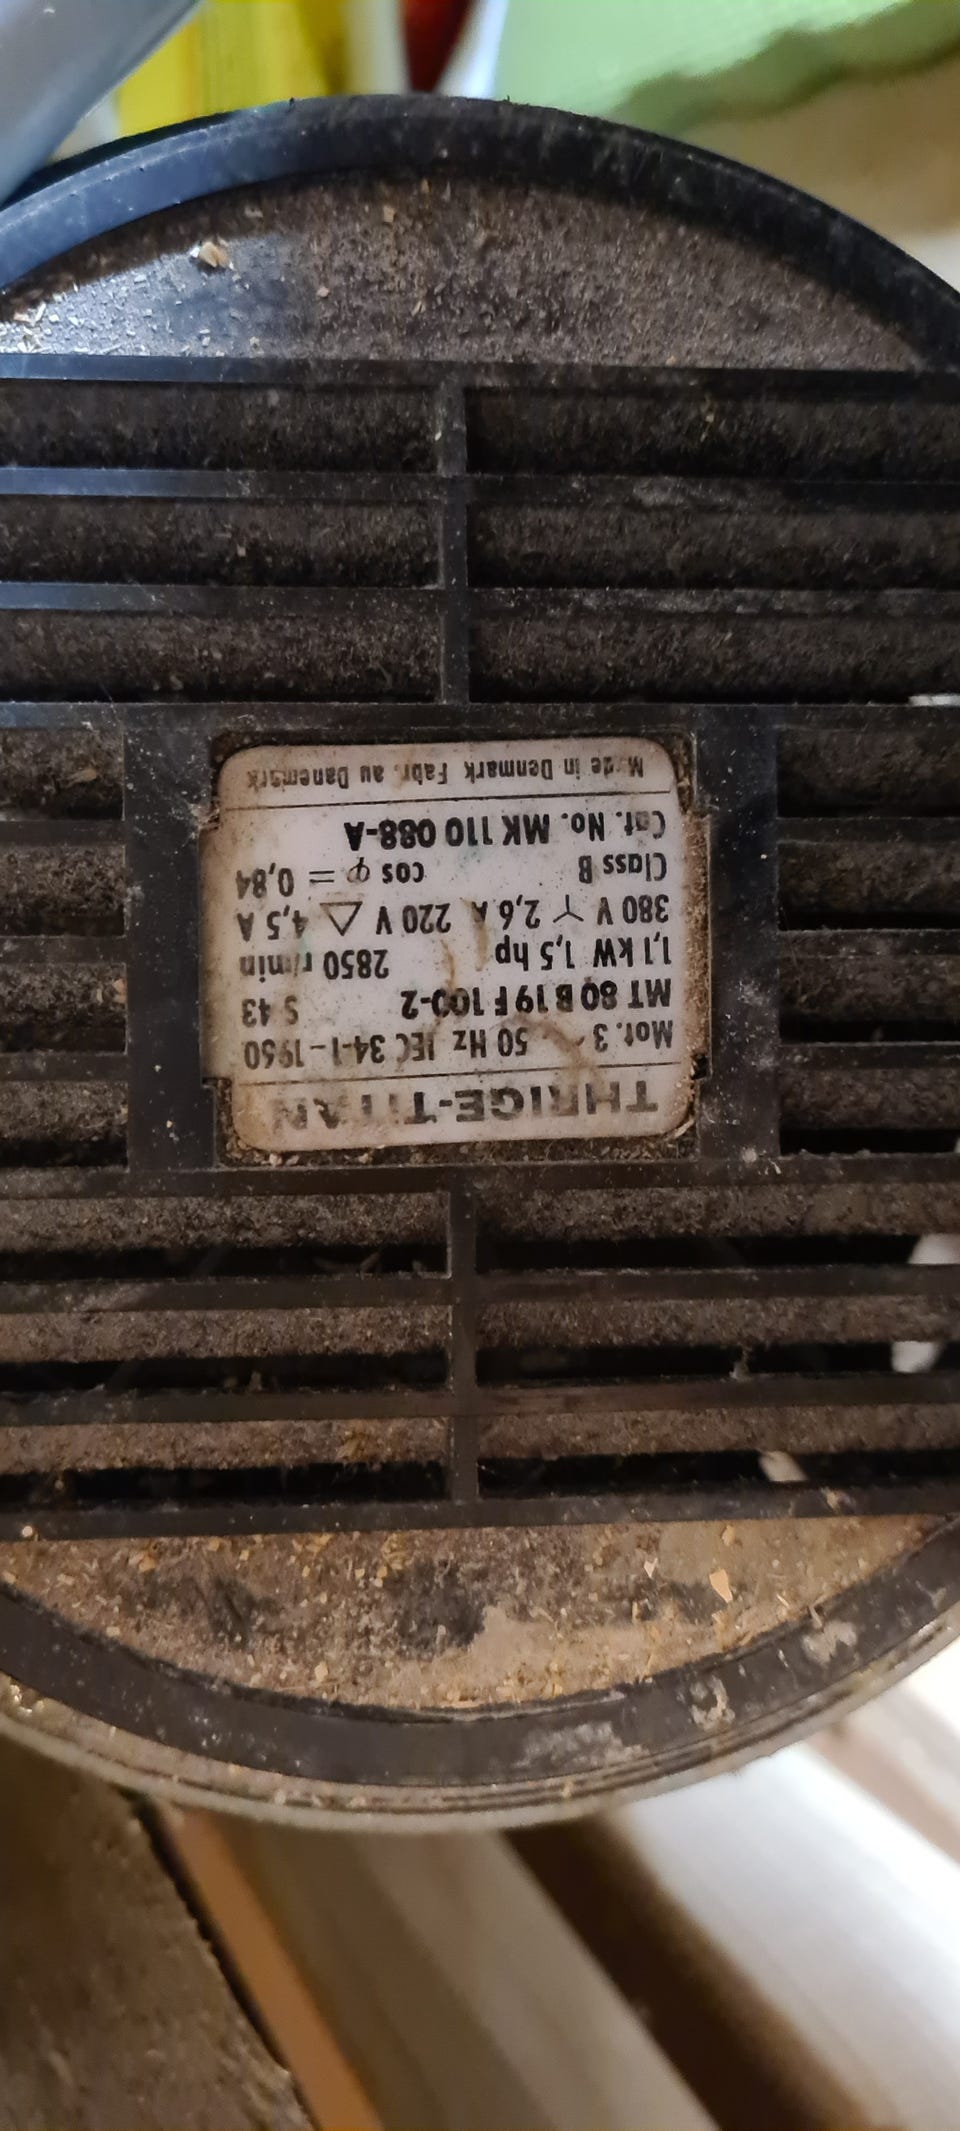 THRIGE-TITAN
Mot. 3 ~ 50 Hz IEC 34-1-1960
MT 80 B 19 F 100-2 S 43
1,1 kW 1,5 hp 2850 r/min
380 V ⅄ 2,6 A 220 V △ 4,5 A
Class B cos φ = 0,84
Cat. No. MK 110 088-A
Made in Denmark Fabr. au Danemark